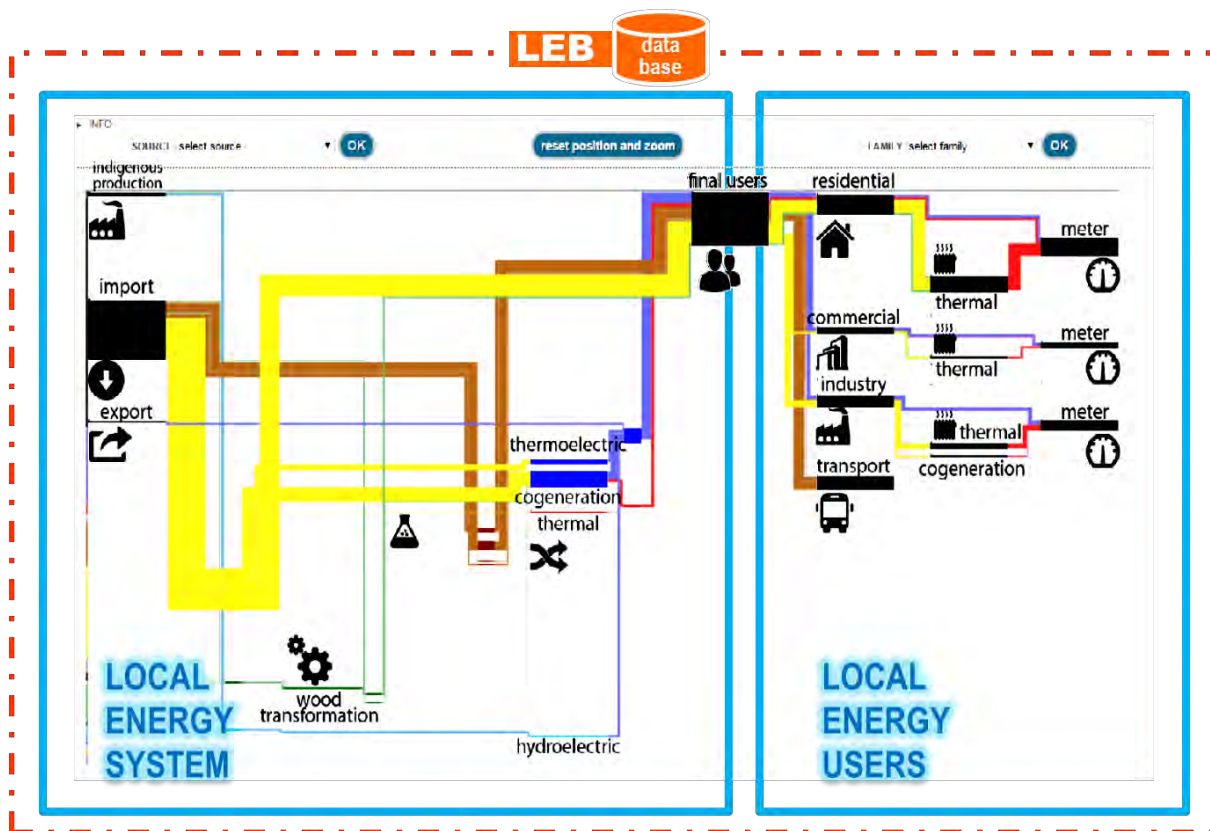 LEB
data
base
INFO
SOURCE select source
OK
reset position and zoom
FAMILY select family
OK
indigenous
production
final users
residential
meter
import
thermal
commercial
meter
thermal
export
industry
meter
thermoelectric
thermal
cogeneration
cogeneration
transport
thermal
LOCAL
ENERGY
SYSTEM
wood
transformation
hydroelectric
LOCAL
ENERGY
USERS